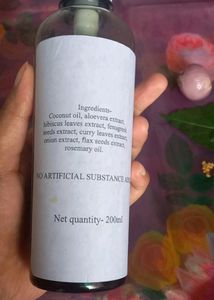 Ingredients-
Coconut oil, aloevera extract,
hibiscus leaves extract, fenugreek
seeds extract, curry leaves extract,
onion extract, flax seeds extract,
rosemary oil.
NO ARTIFICIAL SUBSTANCE
Net quantity- 200ml